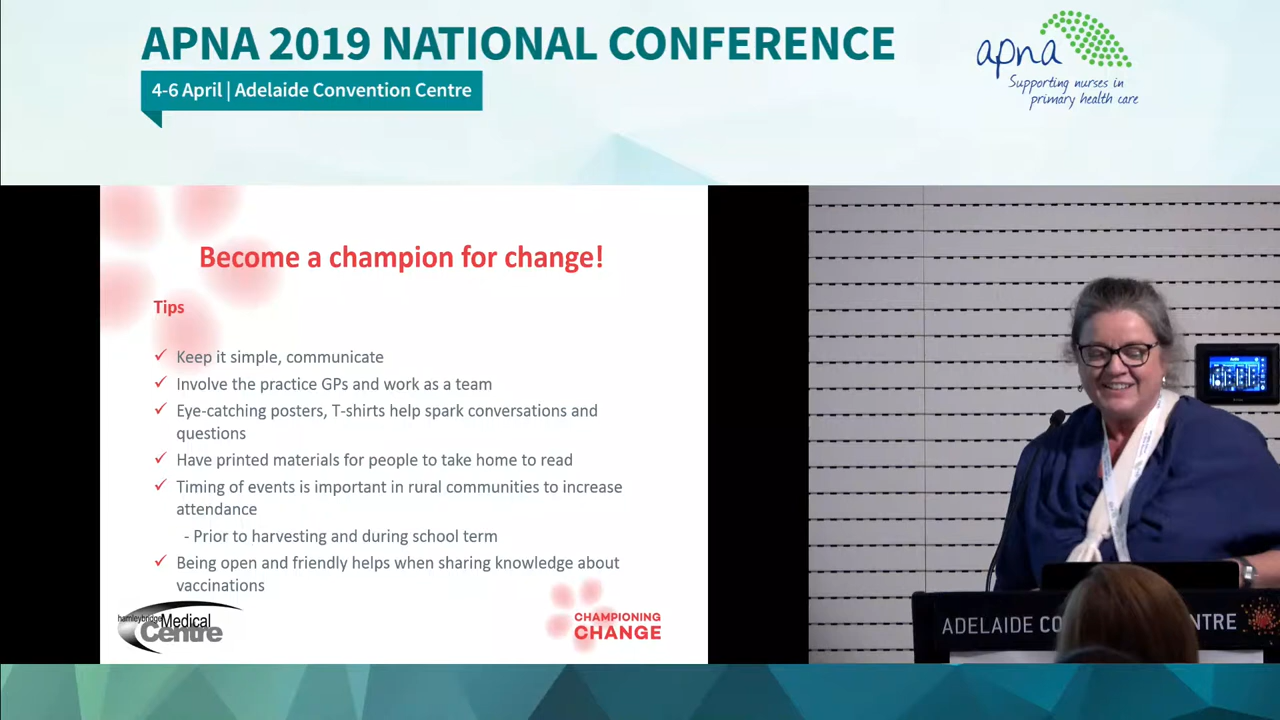 APNA 2019 NATIONAL CONFERENCE
4-6 April | Adelaide Convention Centre
apna
Supporting nurses in
primary health care
Become a champion for change!
Tips
✓ Keep it simple, communicate
✓ Involve the practice GPs and work as a team
✓ Eye-catching posters, T-shirts help spark conversations and
questions
✓ Have printed materials for people to take home to read
✓ Timing of events is important in rural communities to increase
attendance
- Prior to harvesting and during school term
✓ Being open and friendly helps when sharing knowledge about
vaccinations
hamleybridge Medical
Centre
CHAMPIONING
CHANGE
ADELAIDE CO NTRE